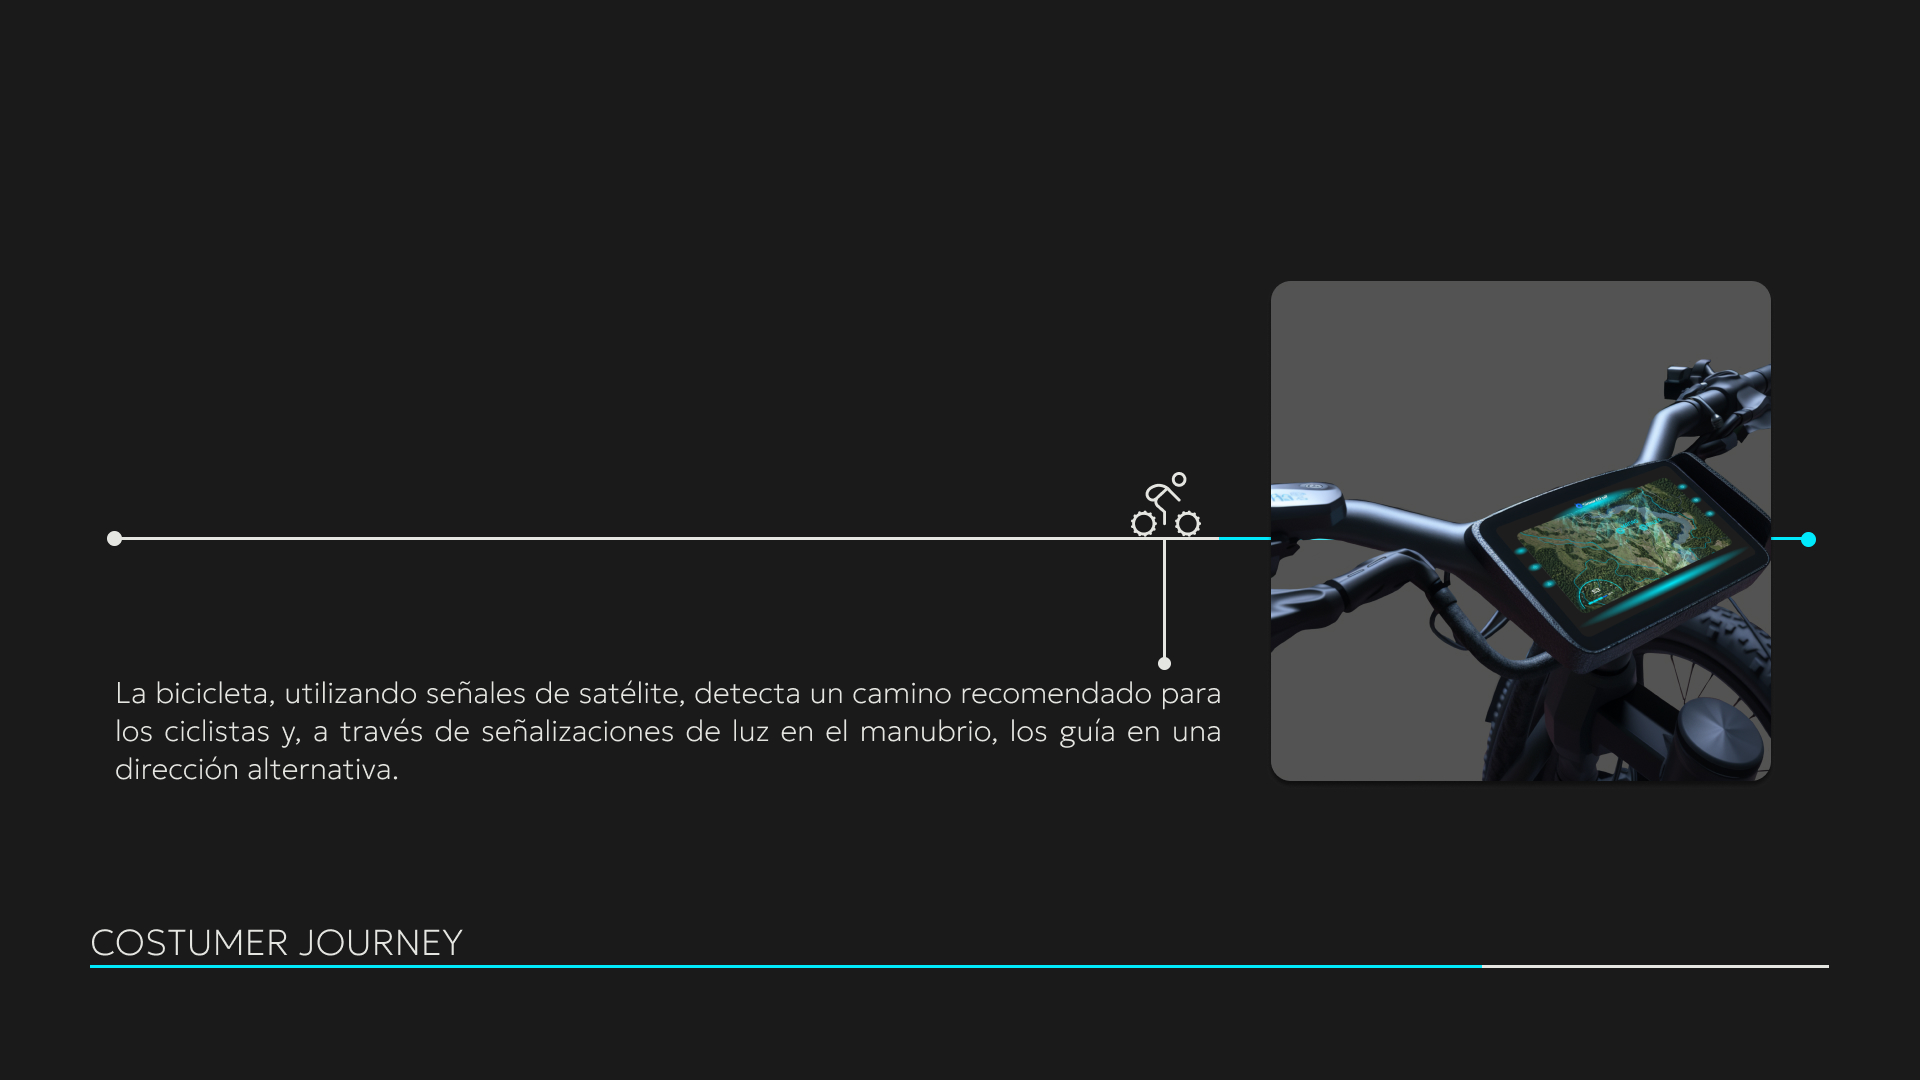 La bicicleta, utilizando señales de satélite, detecta un camino recomendado para
los ciclistas y, a través de señalizaciones de luz en el manubrio, los guía en una
dirección alternativa.
COSTUMER JOURNEY